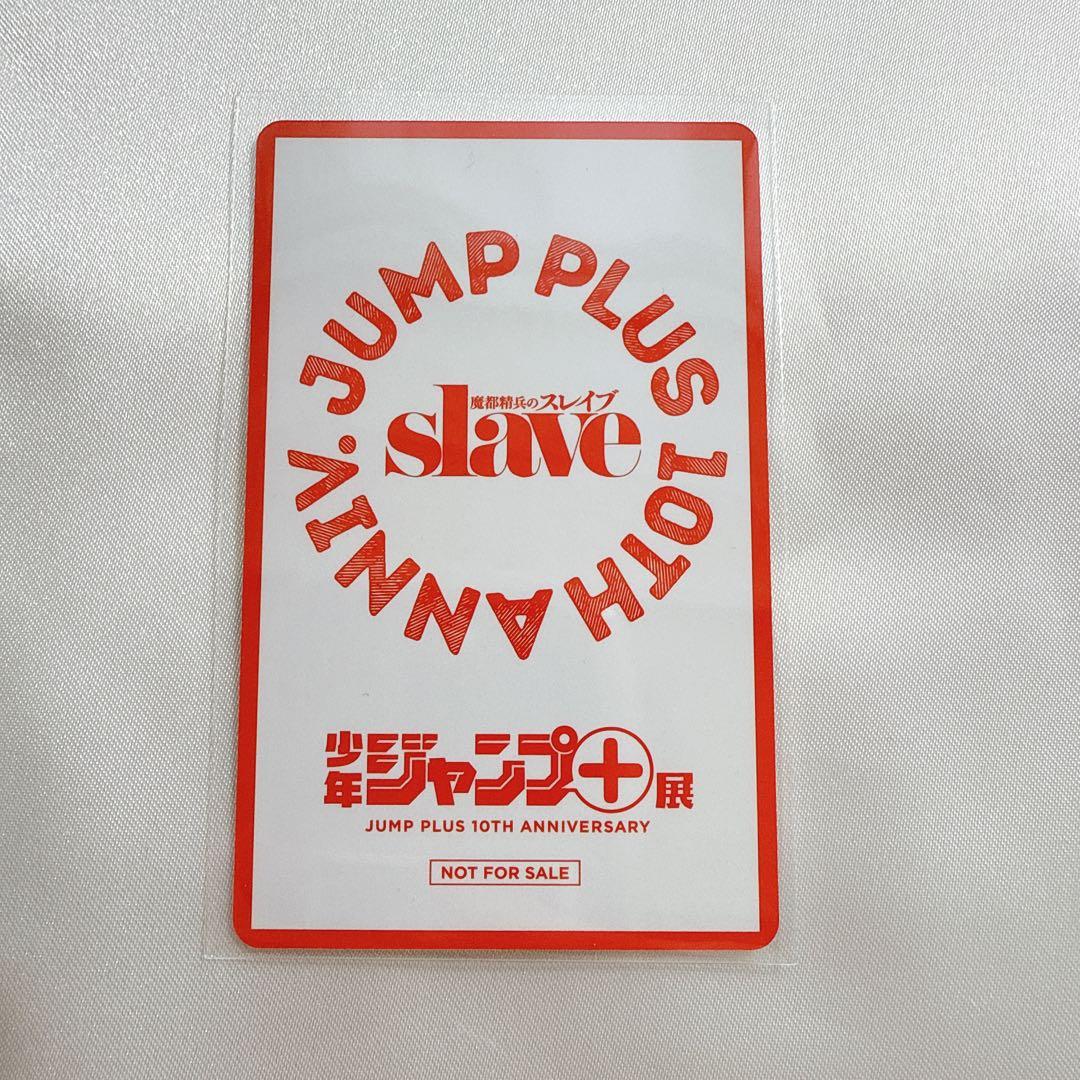 JUMP PLUS 10TH ANNIV.
魔都精兵のスレイブ
slave
少年ジャンプ+展
JUMP PLUS 10TH ANNIVERSARY
NOT FOR SALE